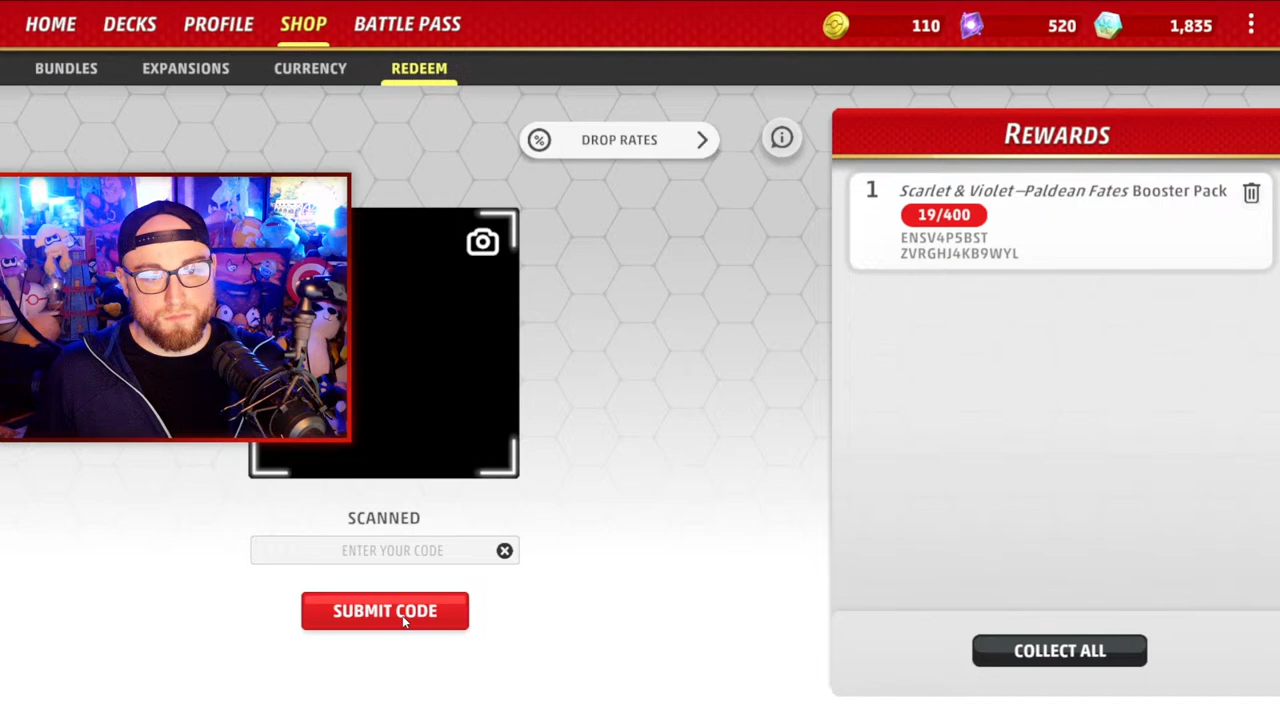 HOME DECKS PROFILE SHOP BATTLE PASS 110 520 1,835
BUNDLES EXPANSIONS CURRENCY REDEEM
DROP RATES
REWARDS
1 Scarlet & Violet—Paldean Fates Booster Pack
19/400
ENSV4P5BST
ZVRGHJ4KB9WYL
SCANNED
ENTER YOUR CODE
SUBMIT CODE
COLLECT ALL